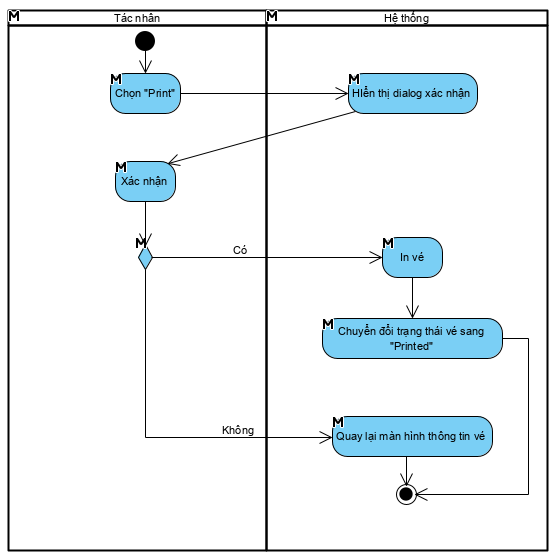 Tác nhân
Hệ thống
Chọn "Print"
Hiển thị dialog xác nhận
Xác nhận
Có
In vé
Chuyển đổi trạng thái vé sang
"Printed"
Không
Quay lại màn hình thông tin vé